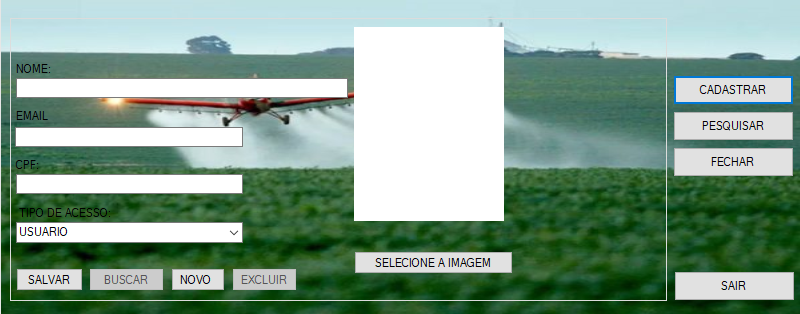 NOME:
EMAIL
CPF:
TIPO DE ACESSO:
USUARIO
SALVAR
BUSCAR
NOVO
EXCLUIR
SELECIONE A IMAGEM
CADASTRAR
PESQUISAR
FECHAR
SAIR